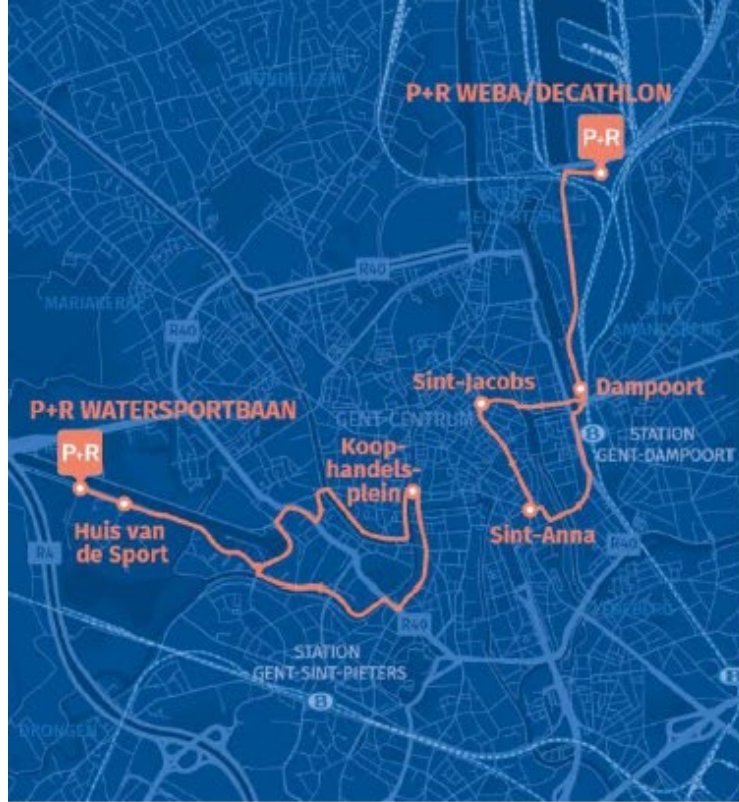 P+R WEBA/DECATHLON
P+R
R40
MARIAKERKE
R40
Sint-Jacobs
Dampoort
P+R WATERSPORTBAAN
GENT-CENTRUM
B
STATION
GENT-DAMPOORT
P+R
Koop-
handels-
plein
Huis van
de Sport
Sint-Anna
R40
R4
R40
STATION
GENT-SINT-PIETERS
B
B
DRONGEN